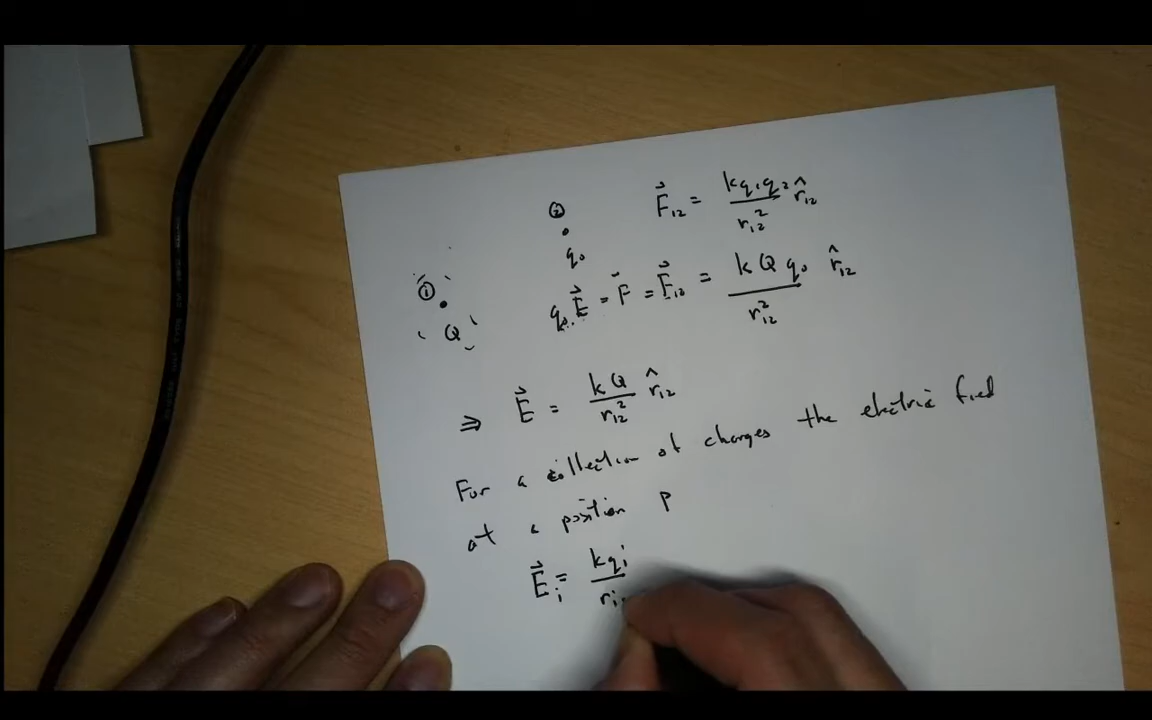 ② F⃗₁₂ = kq₁q₂/r₁₂² r̂₁₂
q₀
① q₀E⃗ = F⃗ = F⃗₁₂ = kQq₀/r₁₂² r̂₁₂
Q
⇒ E⃗ = kQ/r₁₂² r̂₁₂
For a collection of charges the electric field
at a position P
E⃗ᵢ = kqᵢ/rᵢ